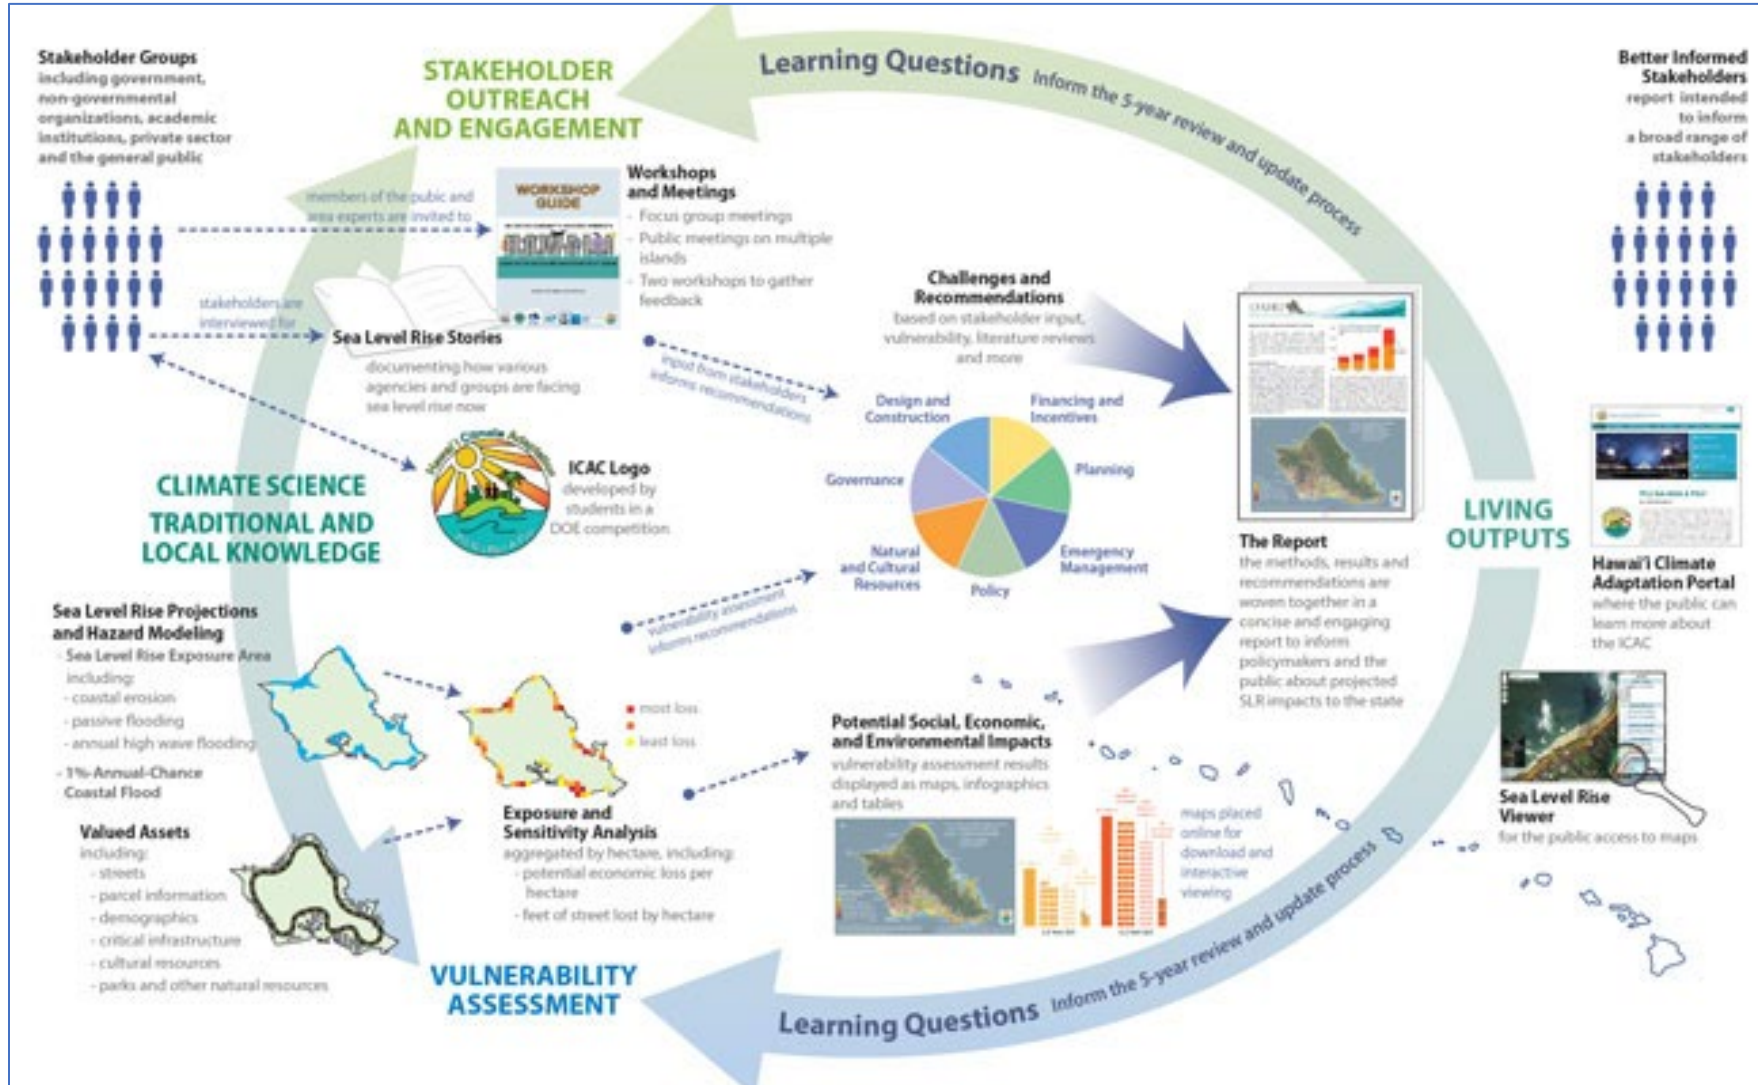 Stakeholder Groups
including government,
non-governmental
organizations, academic
institutions, private sector
and the general public
STAKEHOLDER
OUTREACH
AND ENGAGEMENT
Learning Questions Inform the 5-year review and update process
Better Informed
Stakeholders
report intended
to inform
a broad range of
stakeholders
members of the pubic and
area experts are invited to
WORKSHOP
GUIDE
Workshops
and Meetings
- Focus group meetings
- Public meetings on multiple
islands
- Two workshops to gather
feedback
stakeholders are
interviewed for
Sea Level Rise Stories
documenting how various
agencies and groups are facing
sea level rise now
input from stakeholders
informs recommendations
Challenges and
Recommendations
based on stakeholder input,
vulnerability, literature reviews
and more
Design and
Construction
Financing and
Incentives
Governance
Planning
Natural
and Cultural
Resources
Emergency
Management
Policy
Hawai'i Climate Adaptation
ICAC Logo
developed by
students in a
DOE competition
CLIMATE SCIENCE
TRADITIONAL AND
LOCAL KNOWLEDGE
The Report
the methods, results and
recommendations are
woven together in a
concise and engaging
report to inform
policymakers and the
public about projected
SLR impacts to the state
LIVING
OUTPUTS
Hawai'i Climate
Adaptation Portal
where the public can
learn more about
the ICAC
Sea Level Rise Projections
and Hazard Modeling
- Sea Level Rise Exposure Area
including:
- coastal erosion
- passive flooding
- annual high wave flooding
- 1%-Annual-Chance
Coastal Flood
vulnerability assessment
informs recommendations
most loss
least loss
Valued Assets
including:
- streets
- parcel information
- demographics
- critical infrastructure
- cultural resources
- parks and other natural resources
Exposure and
Sensitivity Analysis
aggregated by hectare, including:
- potential economic loss per
hectare
- feet of street lost by hectare
Potential Social, Economic,
and Environmental Impacts
vulnerability assessment results
displayed as maps, infographics
and tables
maps placed
online for
download and
interactive
viewing
Sea Level Rise
Viewer
for the public access to maps
VULNERABILITY
ASSESSMENT
Learning Questions Inform the 5-year review and update process